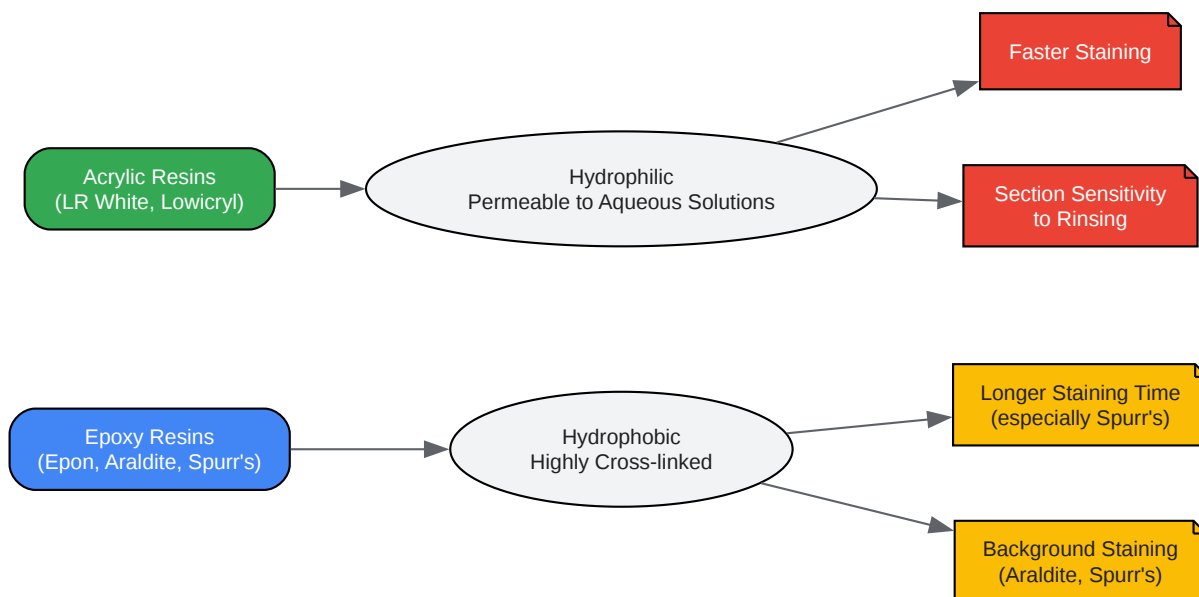 Faster Staining
Acrylic Resins
(LR White, Lowicryl)
Hydrophilic
Permeable to Aqueous Solutions
Section Sensitivity
to Rinsing
Epoxy Resins
(Epon, Araldite, Spurr's)
Hydrophobic
Highly Cross-linked
Longer Staining Time
(especially Spurr's)
Background Staining
(Araldite, Spurr's)